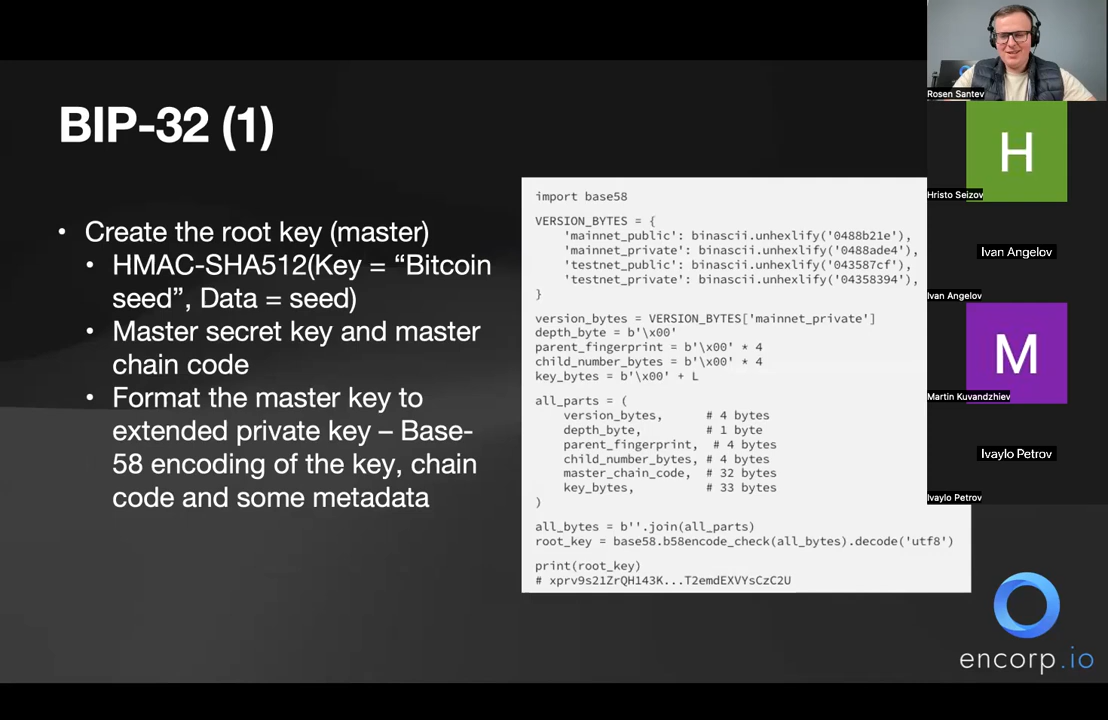 BIP-32 (1)
• Create the root key (master)
• HMAC-SHA512(Key = “Bitcoin
seed”, Data = seed)
• Master secret key and master
chain code
• Format the master key to
extended private key – Base-
58 encoding of the key, chain
code and some metadata
import base58
VERSION_BYTES = {
    'mainnet_public': binascii.unhexlify('0488b21e'),
    'mainnet_private': binascii.unhexlify('0488ade4'),
    'testnet_public': binascii.unhexlify('043587cf'),
    'testnet_private': binascii.unhexlify('04358394'),
}
version_bytes = VERSION_BYTES['mainnet_private']
depth_byte = b'\x00'
parent_fingerprint = b'\x00' * 4
child_number_bytes = b'\x00' * 4
key_bytes = b'\x00' + L
all_parts = (
    version_bytes,      # 4 bytes
    depth_byte,         # 1 byte
    parent_fingerprint,  # 4 bytes
    child_number_bytes, # 4 bytes
    master_chain_code,  # 32 bytes
    key_bytes,          # 33 bytes
)
all_bytes = b''.join(all_parts)
root_key = base58.b58encode_check(all_bytes).decode('utf8')
print(root_key)
# xprv9s21ZrQH143K...T2emdEXVYsCzC2U
Rosen Santev
H
Hristo Seizov
Ivan Angelov
Ivan Angelov
M
Martin Kuvandzhiev
Ivaylo Petrov
Ivaylo Petrov
encorp.io